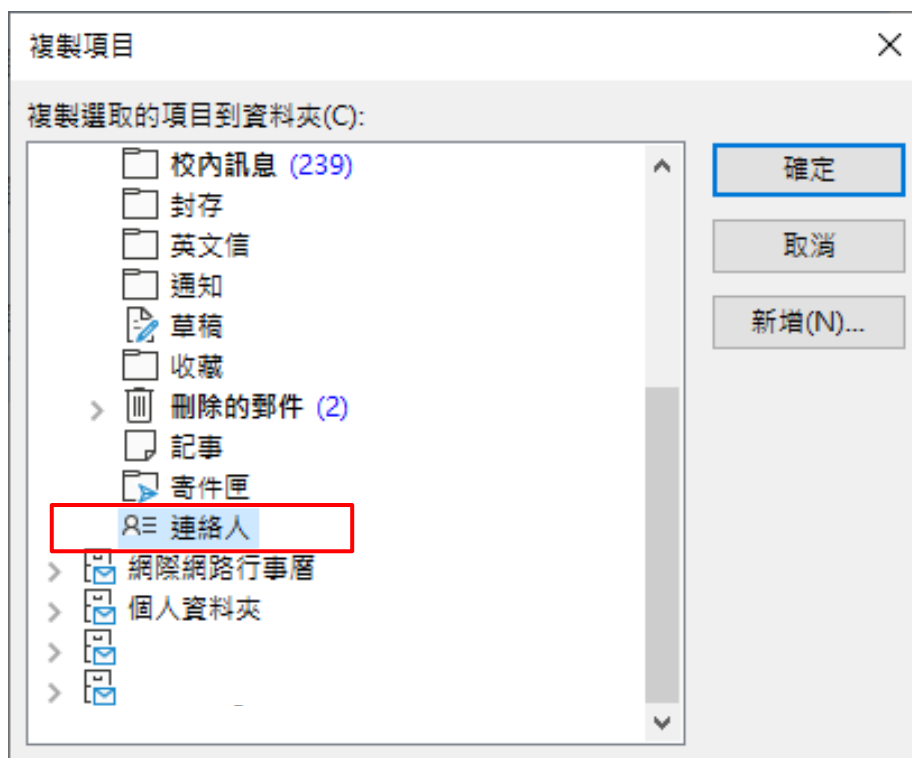 複製項目
複製選取的項目到資料夾(C):
校內訊息 (239)
封存
英文信
通知
草稿
收藏
刪除的郵件 (2)
記事
寄件匣
連絡人
網際網路行事曆
個人資料夾
確定
取消
新增(N)...